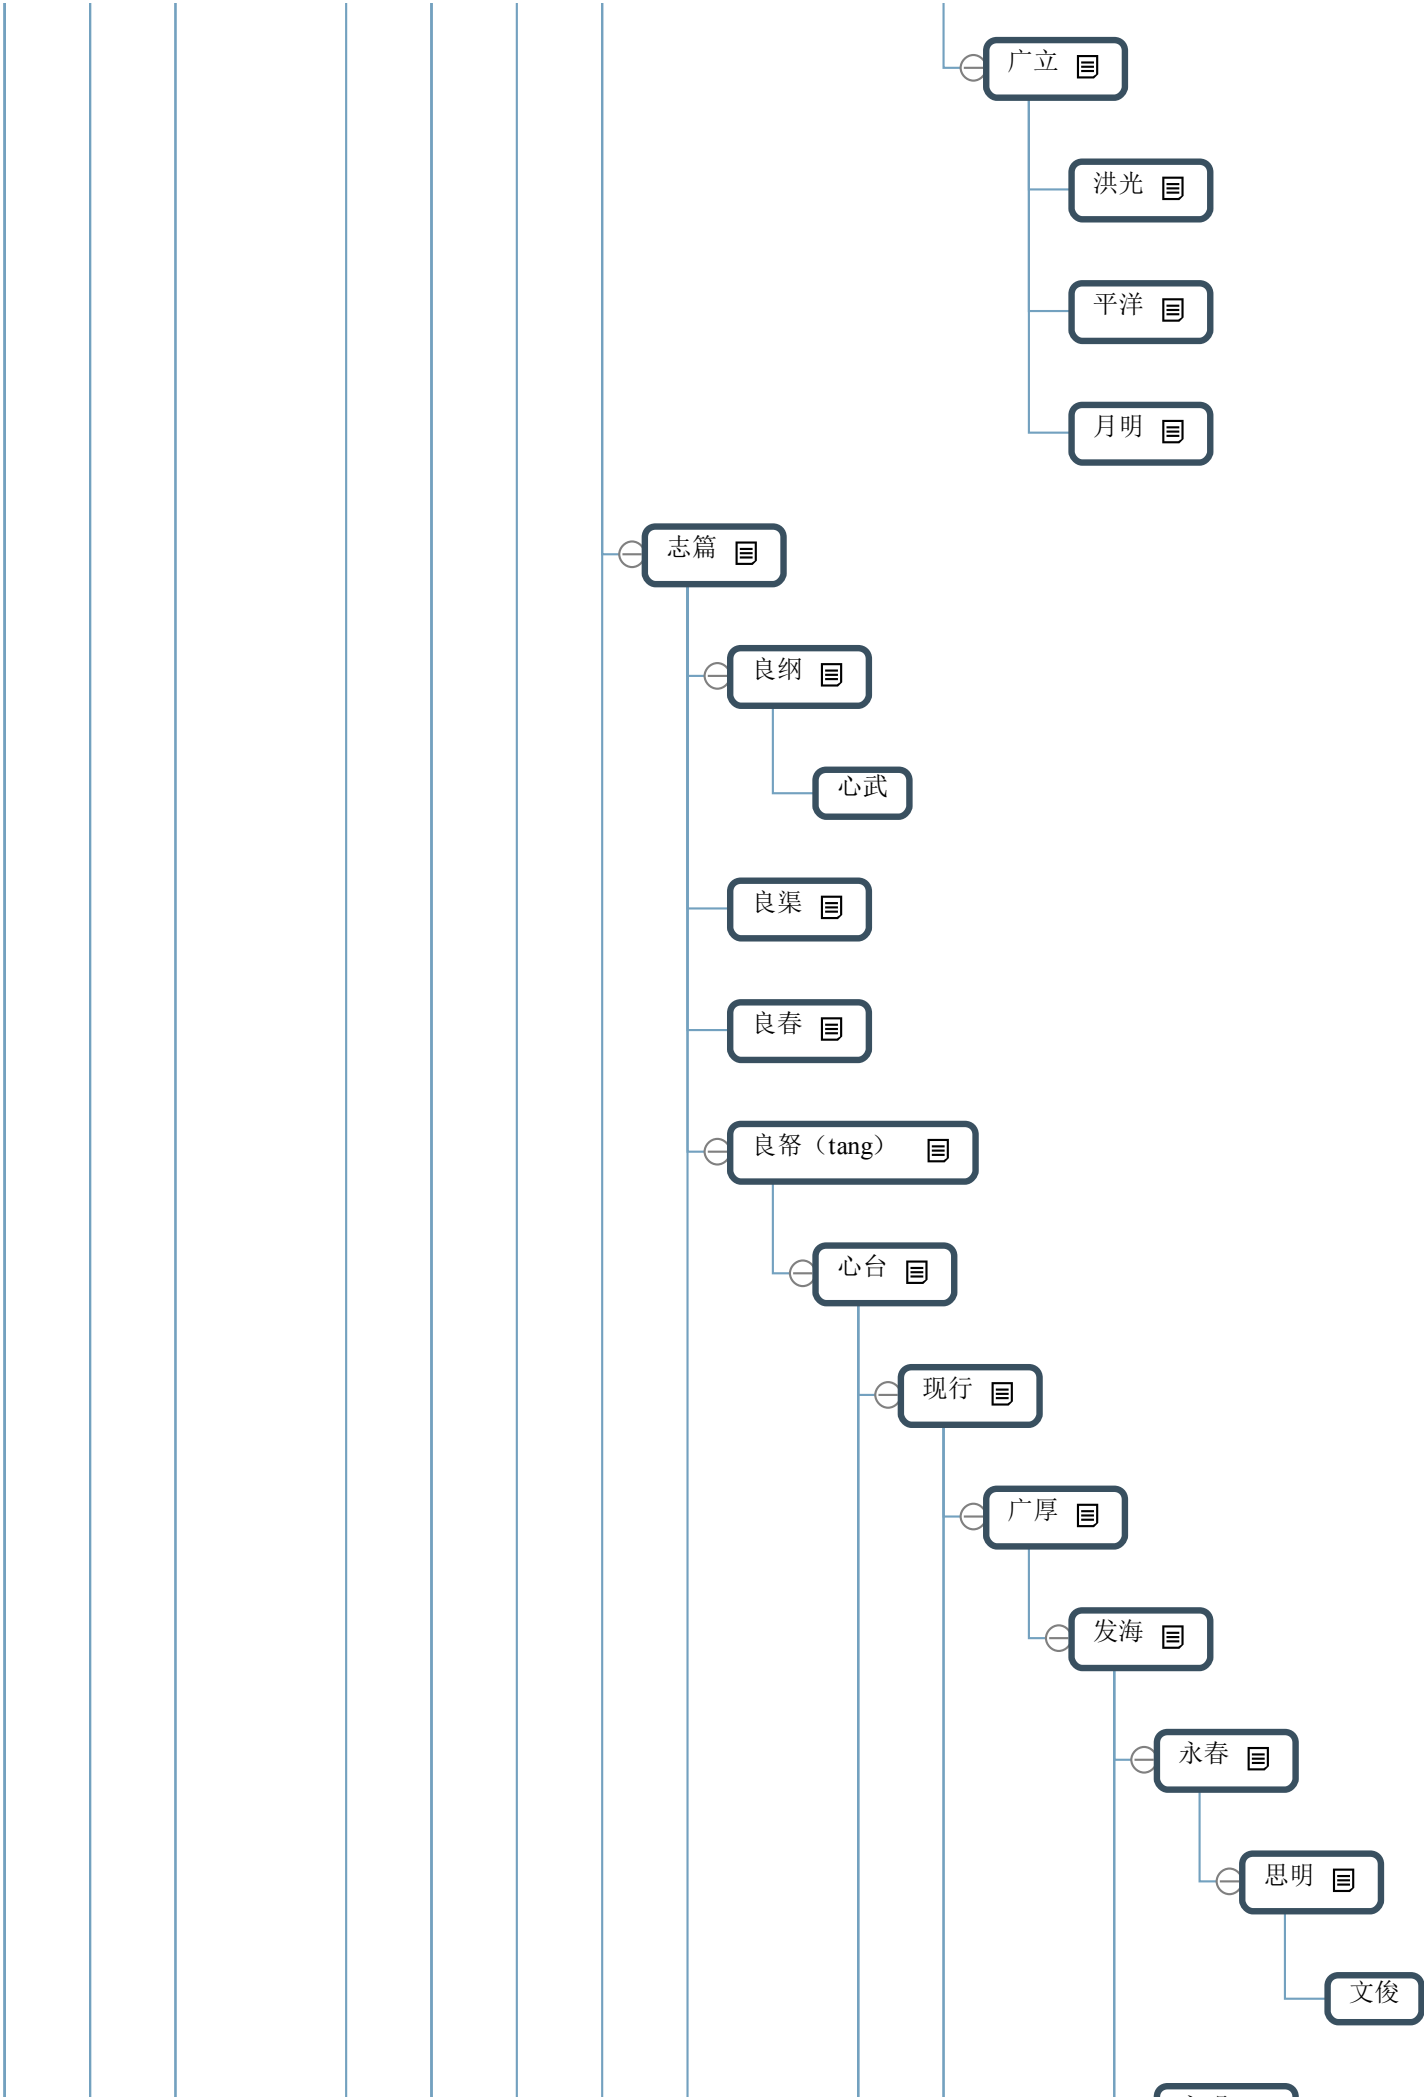 广立
洪光
平洋
月明
志篇
良纲
心武
良渠
良春
良帑（tang）
心台
现行
广厚
发海
永春
思明
文俊